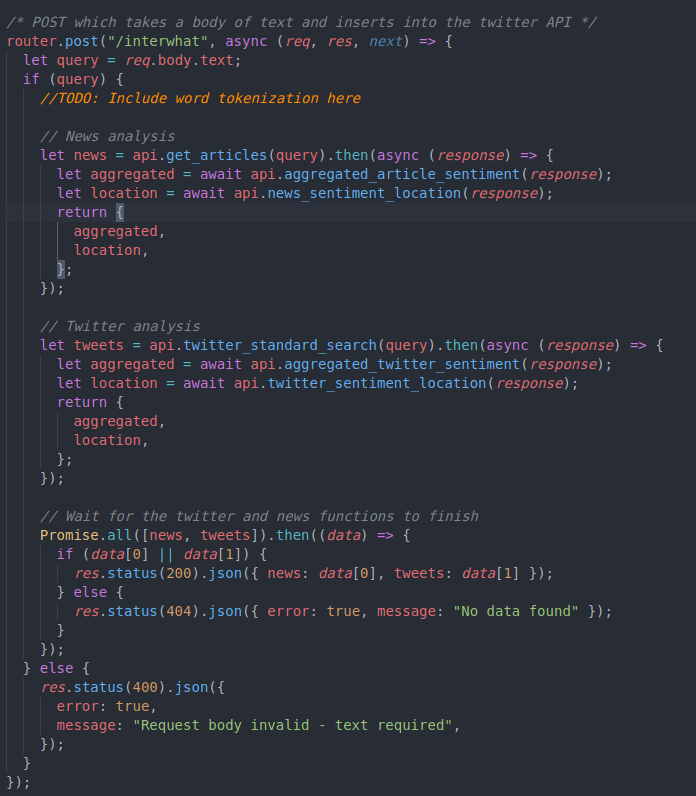 /* POST which takes a body of text and inserts into the twitter API */
router.post("/interwhat", async (req, res, next) => {
  let query = req.body.text;
  if (query) {
    //TODO: Include word tokenization here

    // News analysis
    let news = api.get_articles(query).then(async (response) => {
      let aggregated = await api.aggregated_article_sentiment(response);
      let location = await api.news_sentiment_location(response);
      return {
        aggregated,
        location,
      };
    });

    // Twitter analysis
    let tweets = api.twitter_standard_search(query).then(async (response) => {
      let aggregated = await api.aggregated_twitter_sentiment(response);
      let location = await api.twitter_sentiment_location(response);
      return {
        aggregated,
        location,
      };
    });

    // Wait for the twitter and news functions to finish
    Promise.all([news, tweets]).then((data) => {
      if (data[0] || data[1]) {
        res.status(200).json({ news: data[0], tweets: data[1] });
      } else {
        res.status(404).json({ error: true, message: "No data found" });
      }
    });
  } else {
    res.status(400).json({
      error: true,
      message: "Request body invalid - text required",
    });
  }
});